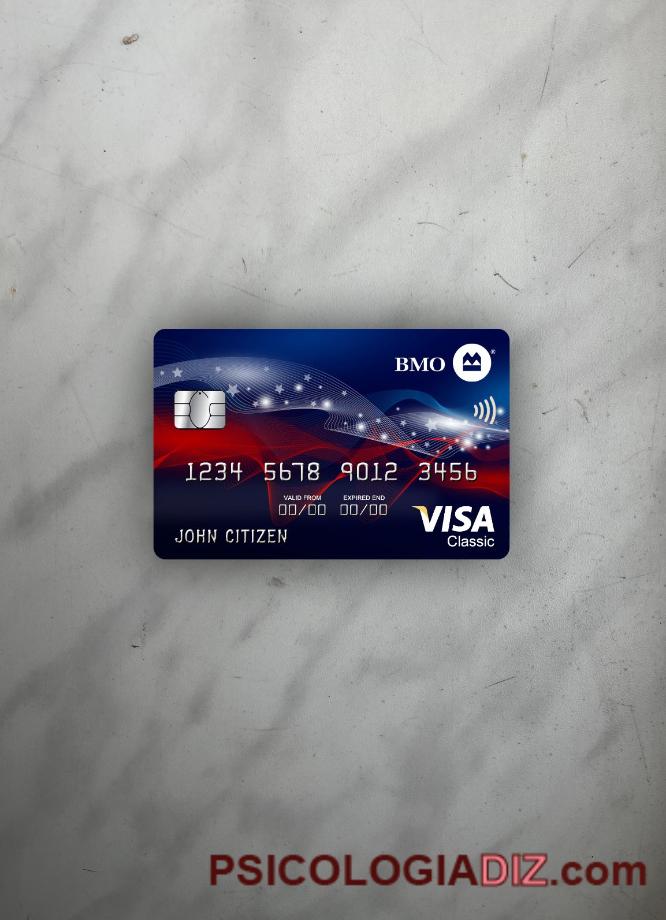 BMO
1234 5678 9012 3456
VALID FROM EXPIRED END
00/00 00/00
VISA
Classic
JOHN CITIZEN
PSICOLOGIADIZ.com